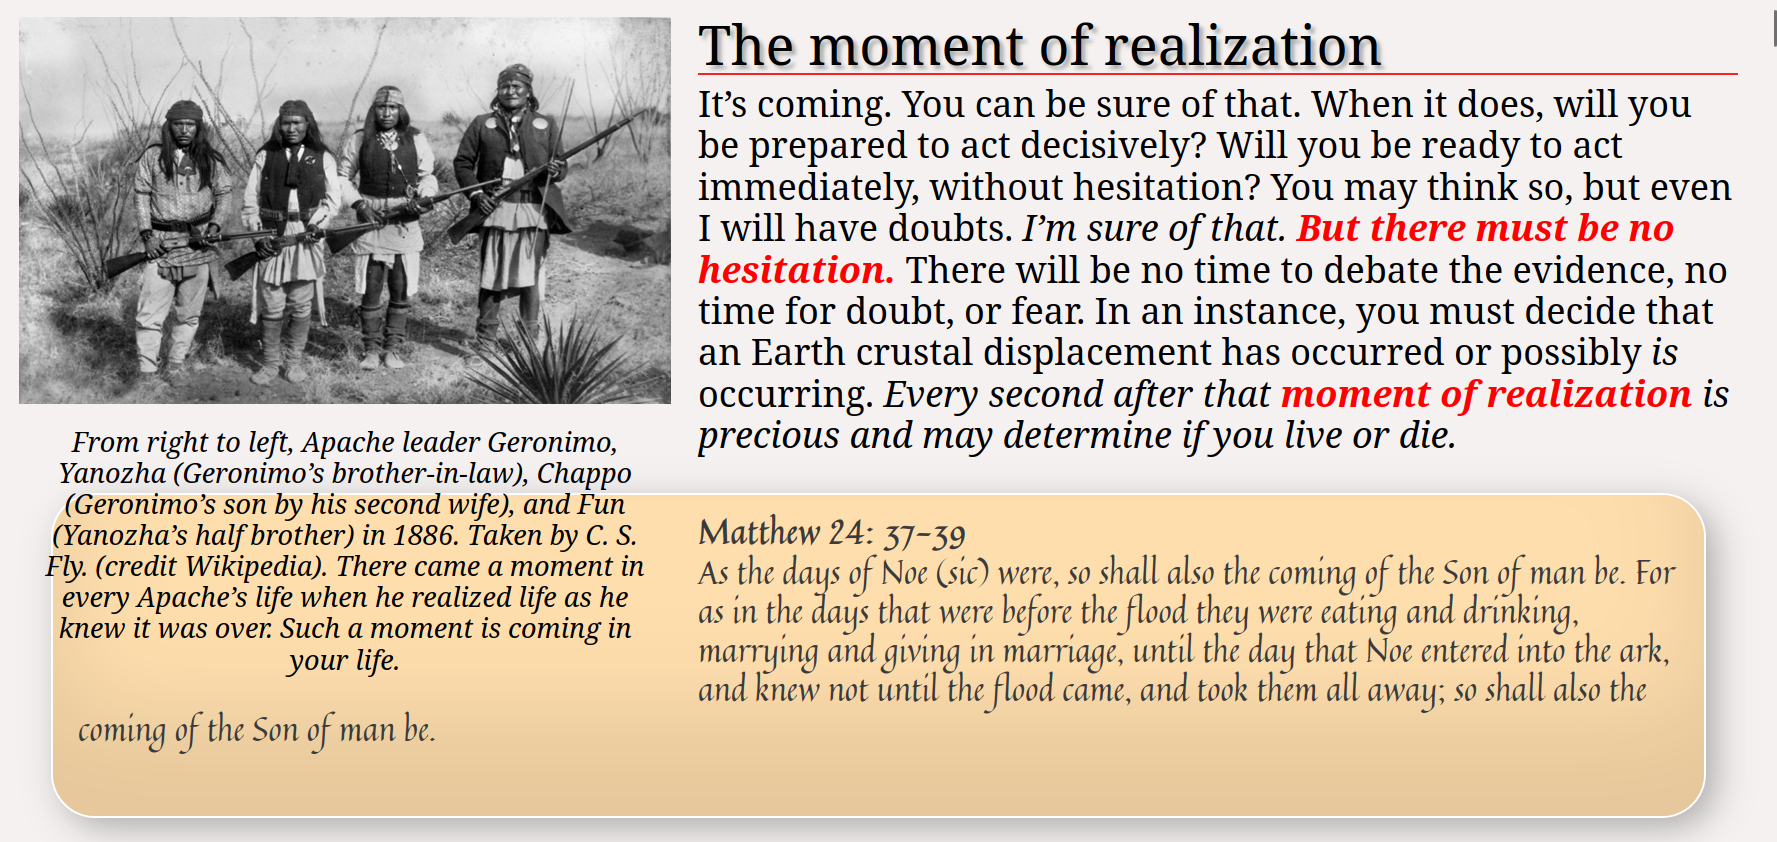 The moment of realization
It’s coming. You can be sure of that. When it does, will you
be prepared to act decisively? Will you be ready to act
immediately, without hesitation? You may think so, but even
I will have doubts. I’m sure of that. But there must be no
hesitation. There will be no time to debate the evidence, no
time for doubt, or fear. In an instance, you must decide that
an Earth crustal displacement has occurred or possibly is
occurring. Every second after that moment of realization is
precious and may determine if you live or die.
From right to left, Apache leader Geronimo,
Yanozha (Geronimo’s brother-in-law), Chappo
(Geronimo’s son by his second wife), and Fun
(Yanozha’s half brother) in 1886. Taken by C. S.
Fly. (credit Wikipedia). There came a moment in
every Apache’s life when he realized life as he
knew it was over. Such a moment is coming in
your life.
Matthew 24: 37–39
As the days of Noe (sic) were, so shall also the coming of the Son of man be. For
as in the days that were before the flood they were eating and drinking,
marrying and giving in marriage, until the day that Noe entered into the ark,
and knew not until the flood came, and took them all away; so shall also the
coming of the Son of man be.